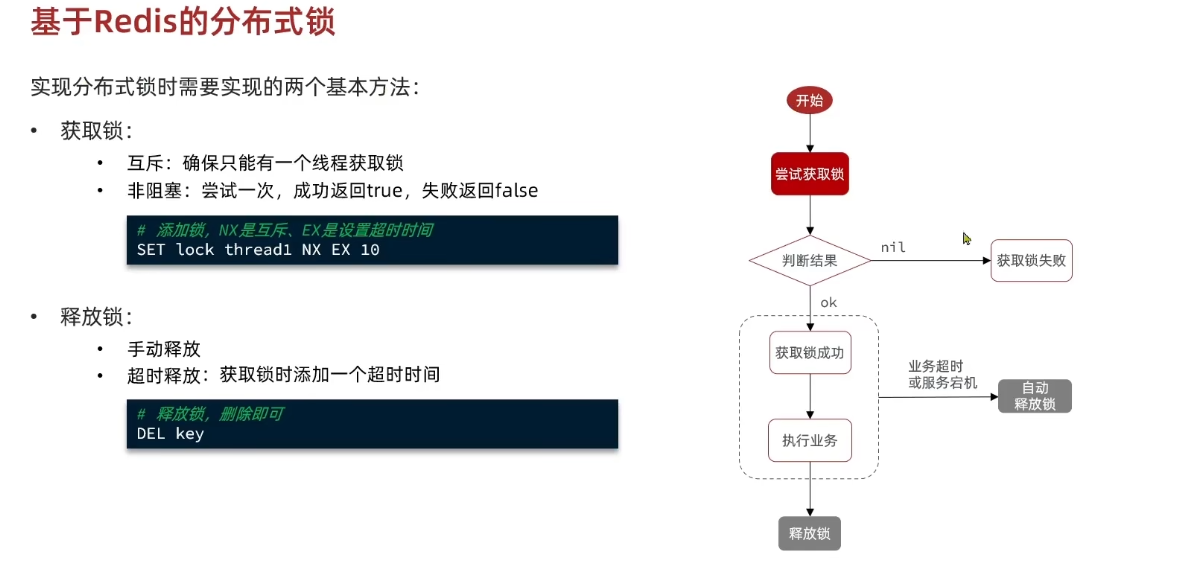 基于Redis的分布式锁
实现分布式锁时需要实现的两个基本方法：
• 获取锁：
• 互斥：确保只能有一个线程获取锁
• 非阻塞：尝试一次，成功返回true，失败返回false
# 添加锁，NX是互斥、EX是设置超时时间
SET lock thread1 NX EX 10
• 释放锁：
• 手动释放
• 超时释放：获取锁时添加一个超时时间
# 释放锁，删除即可
DEL key
开始
尝试获取锁
判断结果
nil
获取锁失败
ok
获取锁成功
业务超时
或服务宕机
自动
释放锁
执行业务
释放锁